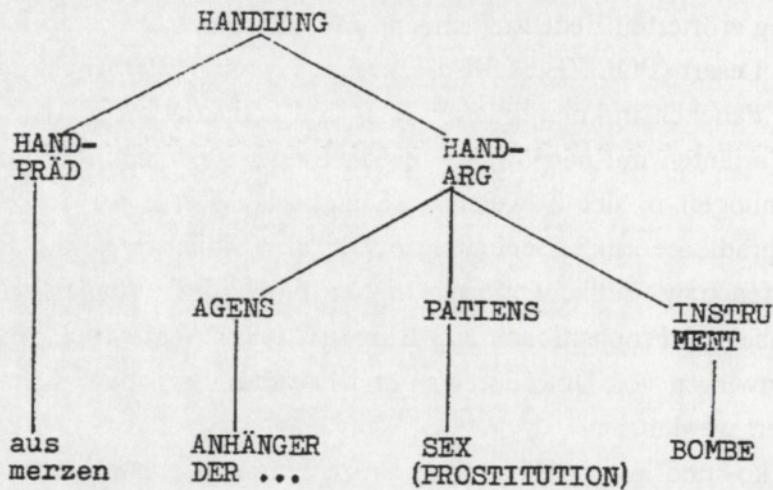 HANDLUNG
HAND-
PRÄD
HAND-
ARG
AGENS
PATIENS
INSTRU
MENT
aus
merzen
ANHÄNGER
DER ...
SEX
(PROSTITUTION)
BOMBE